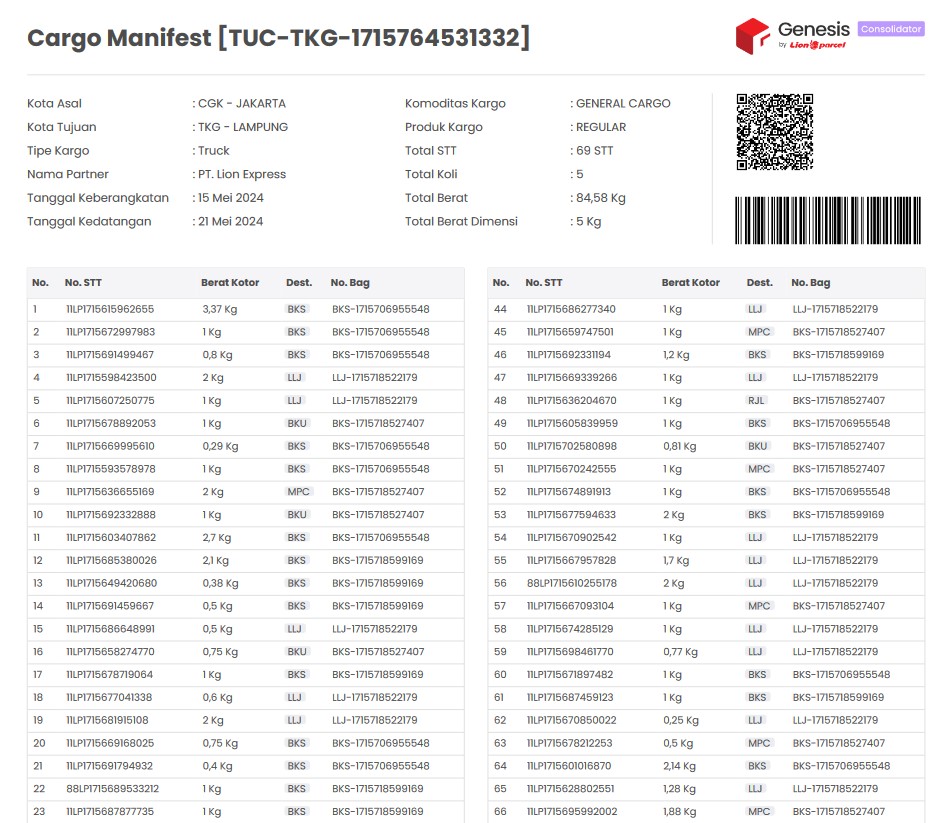 Cargo Manifest [TUC-TKG-1715764531332]
Genesis
by Lion parcel
Consolidator
Kota Asal : CGK - JAKARTA
Kota Tujuan : TKG - LAMPUNG
Tipe Kargo : Truck
Nama Partner : PT. Lion Express
Tanggal Keberangkatan : 15 Mei 2024
Tanggal Kedatangan : 21 Mei 2024
Komoditas Kargo : GENERAL CARGO
Produk Kargo : REGULAR
Total STT : 69 STT
Total Koli : 5
Total Berat : 84,58 Kg
Total Berat Dimensi : 5 Kg
No. No. STT Berat Kotor Dest. No. Bag
1 11LP1715615962655 3,37 Kg BKS BKS-1715706955548
2 11LP1715672997983 1 Kg BKS BKS-1715706955548
3 11LP1715691499467 0,8 Kg BKS BKS-1715706955548
4 11LP1715598423500 2 Kg LLJ LLJ-1715718522179
5 11LP1715607250775 1 Kg LLJ LLJ-1715718522179
6 11LP1715678892053 1 Kg BKU BKS-1715718527407
7 11LP1715669995610 0,29 Kg BKS BKS-1715706955548
8 11LP1715593578978 1 Kg BKS BKS-1715706955548
9 11LP1715636655169 2 Kg MPC BKS-1715718527407
10 11LP1715692332888 1 Kg BKU BKS-1715718527407
11 11LP1715603407862 2,7 Kg BKS BKS-1715706955548
12 11LP1715685380026 2,1 Kg BKS BKS-1715718599169
13 11LP1715649420680 0,38 Kg BKS BKS-1715718599169
14 11LP1715691459667 0,5 Kg BKS BKS-1715718599169
15 11LP1715686648991 0,5 Kg LLJ LLJ-1715718522179
16 11LP1715658274770 0,75 Kg BKU BKS-1715718527407
17 11LP1715678719064 1 Kg BKS BKS-1715718599169
18 11LP1715677041338 0,6 Kg LLJ LLJ-1715718522179
19 11LP1715681915108 2 Kg LLJ LLJ-1715718522179
20 11LP1715669168025 0,75 Kg BKS BKS-1715706955548
21 11LP1715691794932 0,4 Kg BKS BKS-1715706955548
22 88LP1715689533212 1 Kg BKS BKS-1715718599169
23 11LP1715687877735 1 Kg BKS BKS-1715718599169
No. No. STT Berat Kotor Dest. No. Bag
44 11LP1715686277340 1 Kg LLJ LLJ-1715718522179
45 11LP1715659747501 1 Kg MPC BKS-1715718527407
46 11LP1715692331194 1,2 Kg BKS BKS-1715718599169
47 11LP1715669339266 1 Kg LLJ LLJ-1715718522179
48 11LP1715636204670 1 Kg RJL BKS-1715718527407
49 11LP1715605839959 1 Kg BKS BKS-1715706955548
50 11LP1715702580898 0,81 Kg BKU BKS-1715718527407
51 11LP1715670242555 1 Kg MPC BKS-1715718527407
52 11LP1715674891913 1 Kg BKS BKS-1715706955548
53 11LP1715677594633 2 Kg BKS BKS-1715718599169
54 11LP1715670902542 1 Kg LLJ LLJ-1715718522179
55 11LP1715667957828 1,7 Kg LLJ LLJ-1715718522179
56 88LP1715610255178 2 Kg LLJ LLJ-1715718522179
57 11LP1715667093104 1 Kg MPC BKS-1715718527407
58 11LP1715674285129 1 Kg LLJ LLJ-1715718522179
59 11LP1715698461770 0,77 Kg LLJ LLJ-1715718522179
60 11LP1715671897482 1 Kg BKS BKS-1715706955548
61 11LP1715687459123 1 Kg BKS BKS-1715718599169
62 11LP1715670850022 0,25 Kg LLJ LLJ-1715718522179
63 11LP1715678212253 0,5 Kg MPC BKS-1715718527407
64 11LP1715601016870 2,14 Kg BKS BKS-1715706955548
65 11LP1715628802551 1,28 Kg LLJ LLJ-1715718522179
66 11LP1715695992002 1,88 Kg MPC BKS-1715718527407